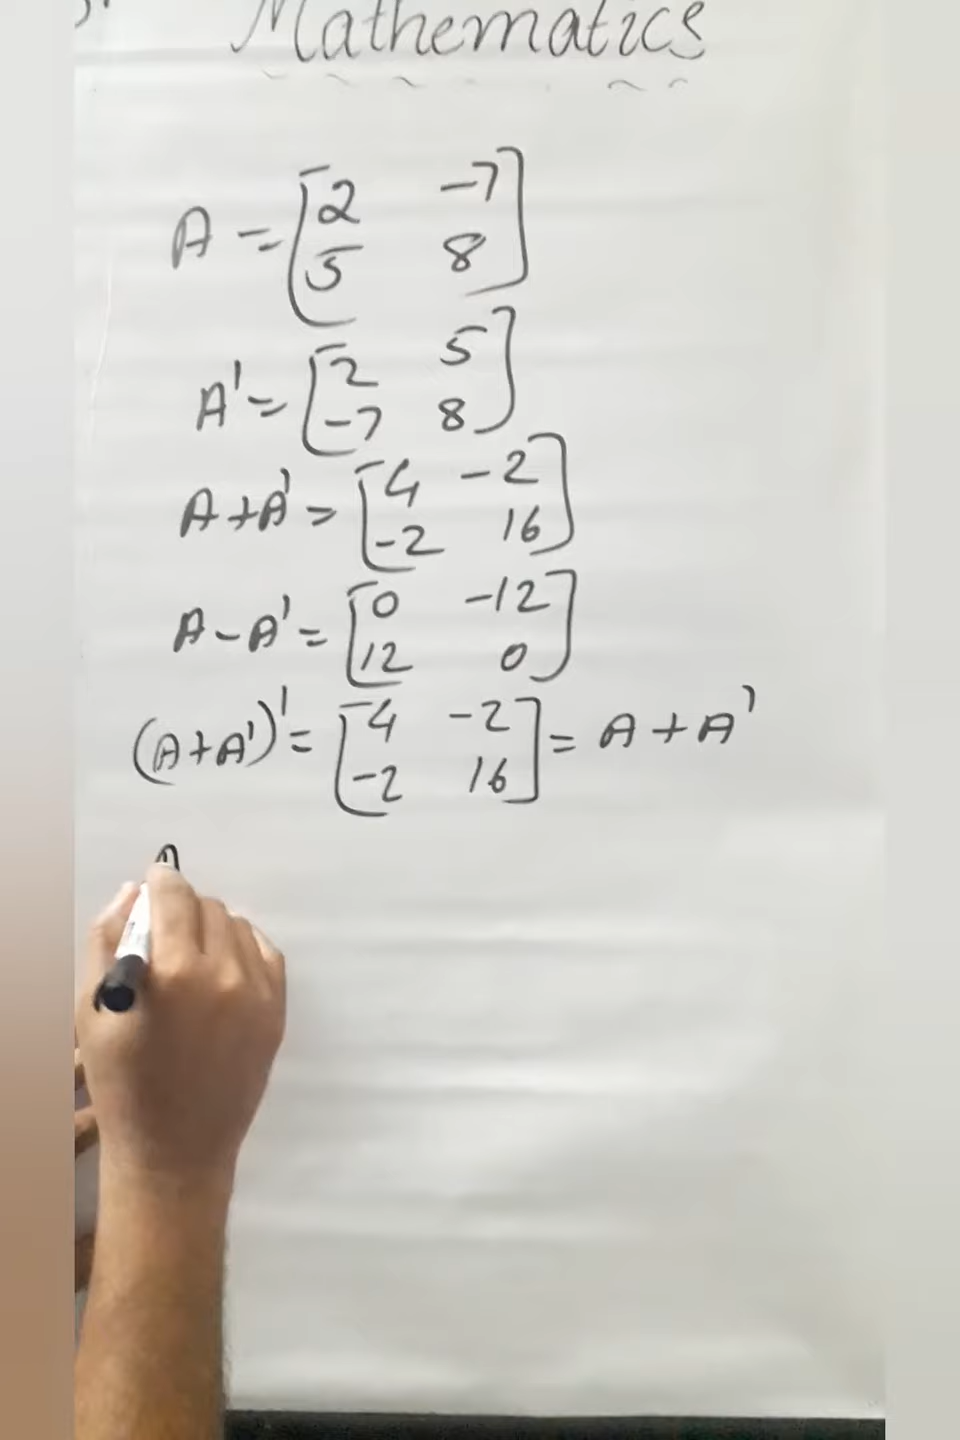 Mathematics
A = [2 -7
5 8]
A' = [2 5
-7 8]
A+A' = [4 -2
-2 16]
A-A' = [0 -12
12 0]
(A+A')' = [4 -2
-2 16] = A+A'